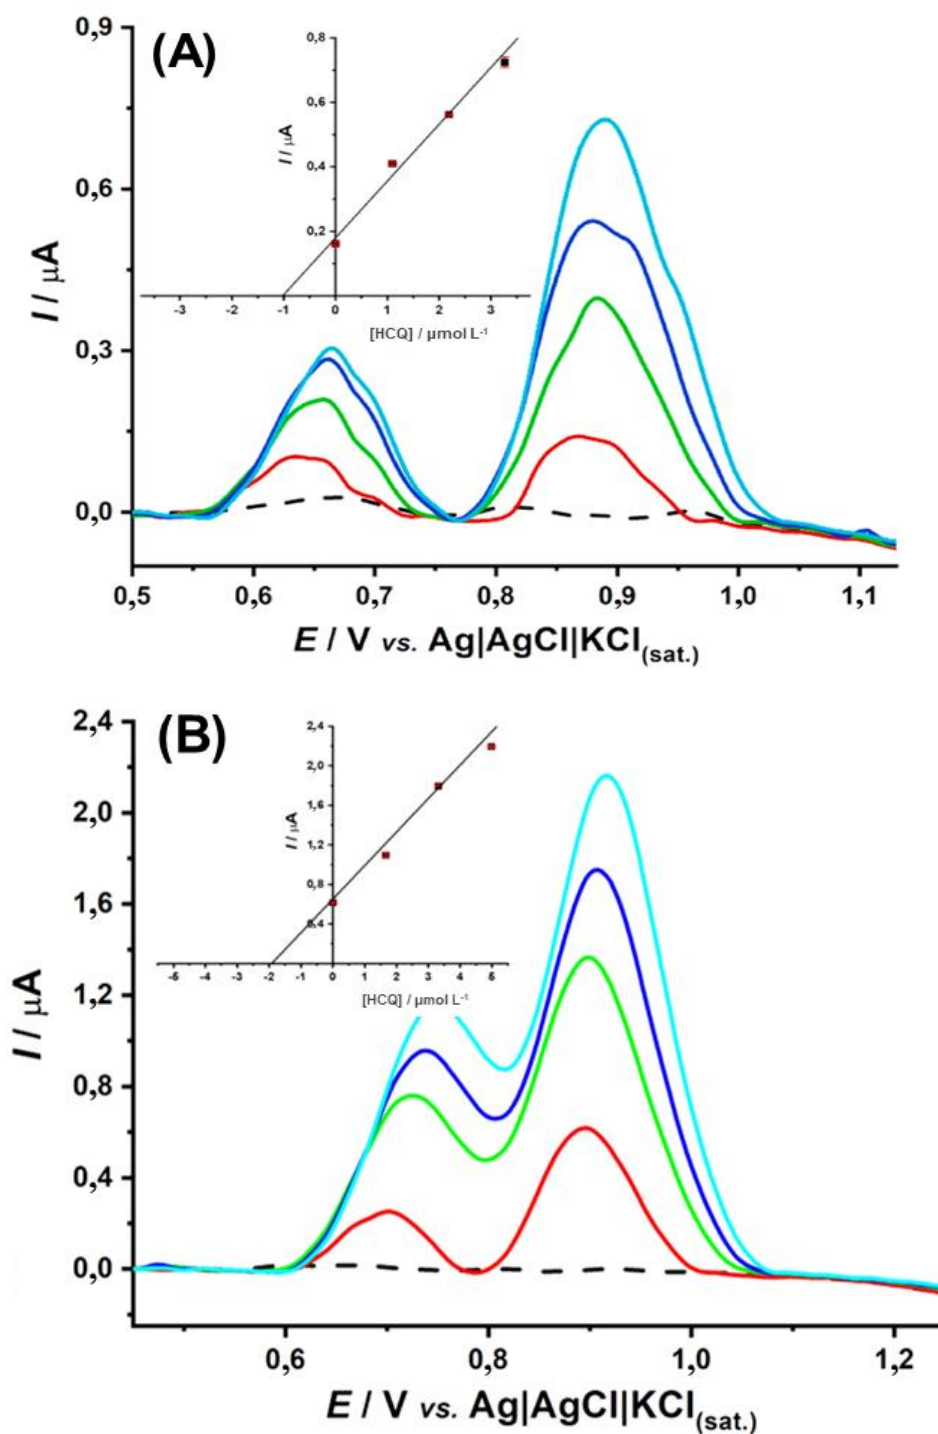 (A)
0,9
0,6
0,3
0,0
I / μA
0,8
0,6
0,4
0,2
I / μA
-3 -2 -1 0 1 2 3
[HCQ] / μmol L⁻¹
0,5 0,6 0,7 0,8 0,9 1,0 1,1
E / V vs. Ag|AgCl|KCl(sat.)
(B)
2,4
2,0
1,6
1,2
0,8
0,4
0,0
I / μA
2,4
2,0
1,6
1,2
0,8
0,4
I / μA
-5 -4 -3 -2 -1 0 1 2 3 4 5
[HCQ] / μmol L⁻¹
0,6 0,8 1,0 1,2
E / V vs. Ag|AgCl|KCl(sat.)